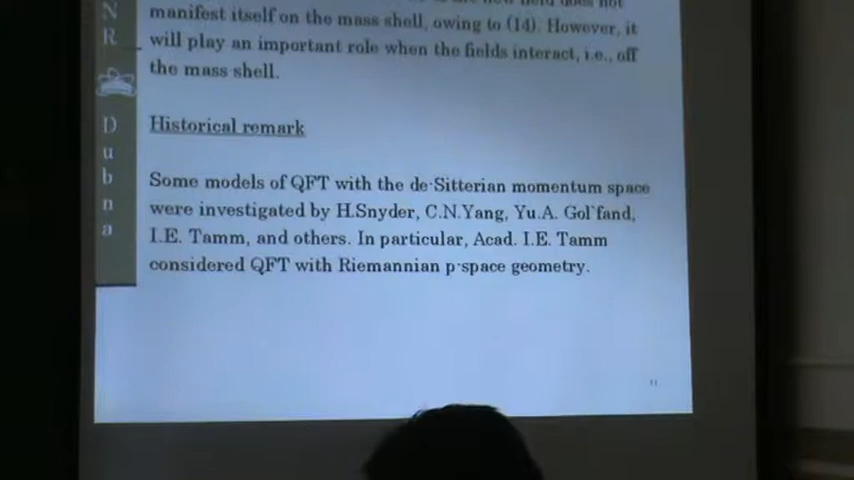 manifest itself on the mass shell, owing to (14). However, it
will play an important role when the fields interact, i.e., off
the mass shell.
Historical remark
Some models of QFT with the de-Sitterian momentum space
were investigated by H.Snyder, C.N.Yang, Yu.A. Gol`fand,
I.E. Tamm, and others. In particular, Acad. I.E. Tamm
considered QFT with Riemannian p-space geometry.
N
R
D
u
b
n
a
11